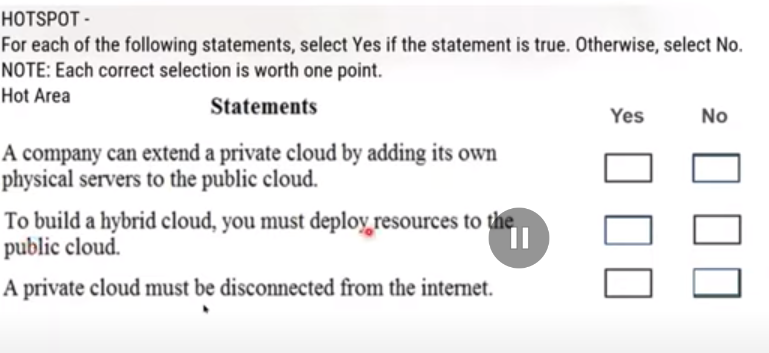 HOTSPOT -
For each of the following statements, select Yes if the statement is true. Otherwise, select No.
NOTE: Each correct selection is worth one point.
Hot Area
Statements
Yes No
A company can extend a private cloud by adding its own
physical servers to the public cloud.
To build a hybrid cloud, you must deploy resources to the
public cloud.
A private cloud must be disconnected from the internet.